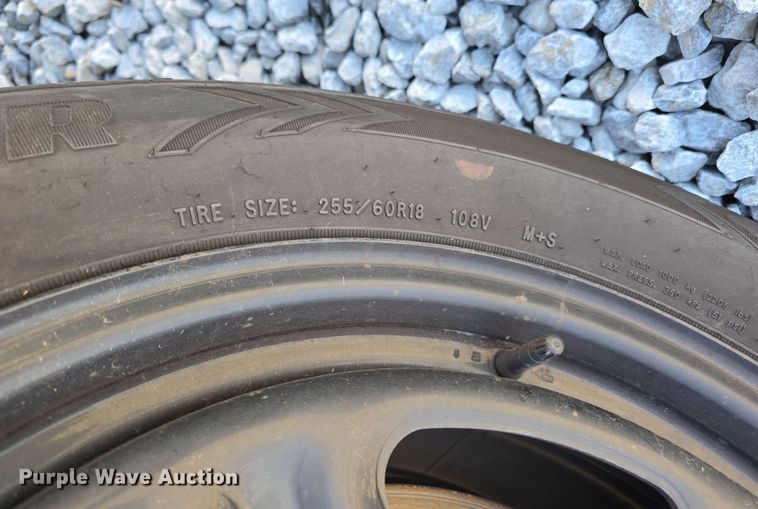 R
TIRE SIZE: 255/60R18 108V M+S
MAX. LOAD 1000 KG (2205 lbs)
MAX. PRESS. 350 KPA (51 psi)
Purple Wave Auction®